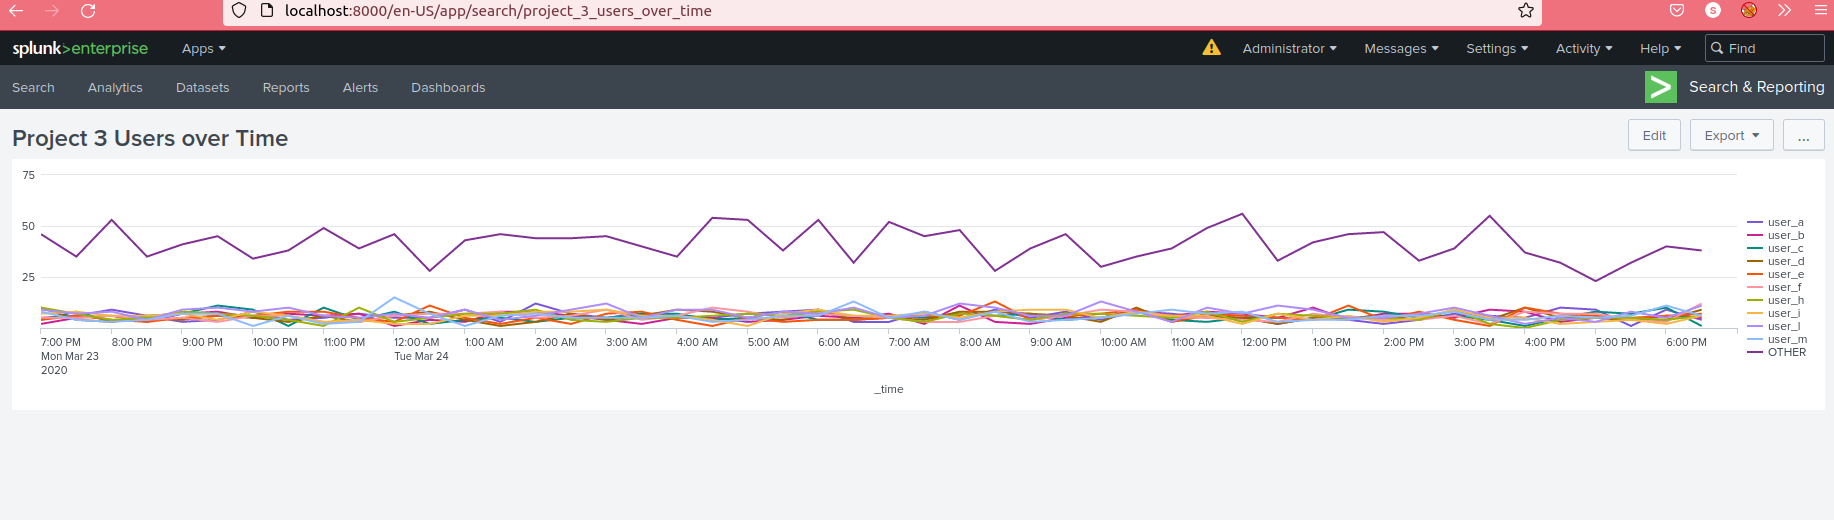 localhost:8000/en-US/app/search/project_3_users_over_time
S
splunk>enterprise Apps Administrator Messages Settings Activity Help Find
Search Analytics Datasets Reports Alerts Dashboards > Search & Reporting
Project 3 Users over Time Edit Export ...
75
50
25
user_a
user_b
user_c
user_d
user_e
user_f
user_h
user_i
user_l
user_m
OTHER
7:00 PM 8:00 PM 9:00 PM 10:00 PM 11:00 PM 12:00 AM 1:00 AM 2:00 AM 3:00 AM 4:00 AM 5:00 AM 6:00 AM 7:00 AM 8:00 AM 9:00 AM 10:00 AM 11:00 AM 12:00 PM 1:00 PM 2:00 PM 3:00 PM 4:00 PM 5:00 PM 6:00 PM
Mon Mar 23 Tue Mar 24
2020
_time